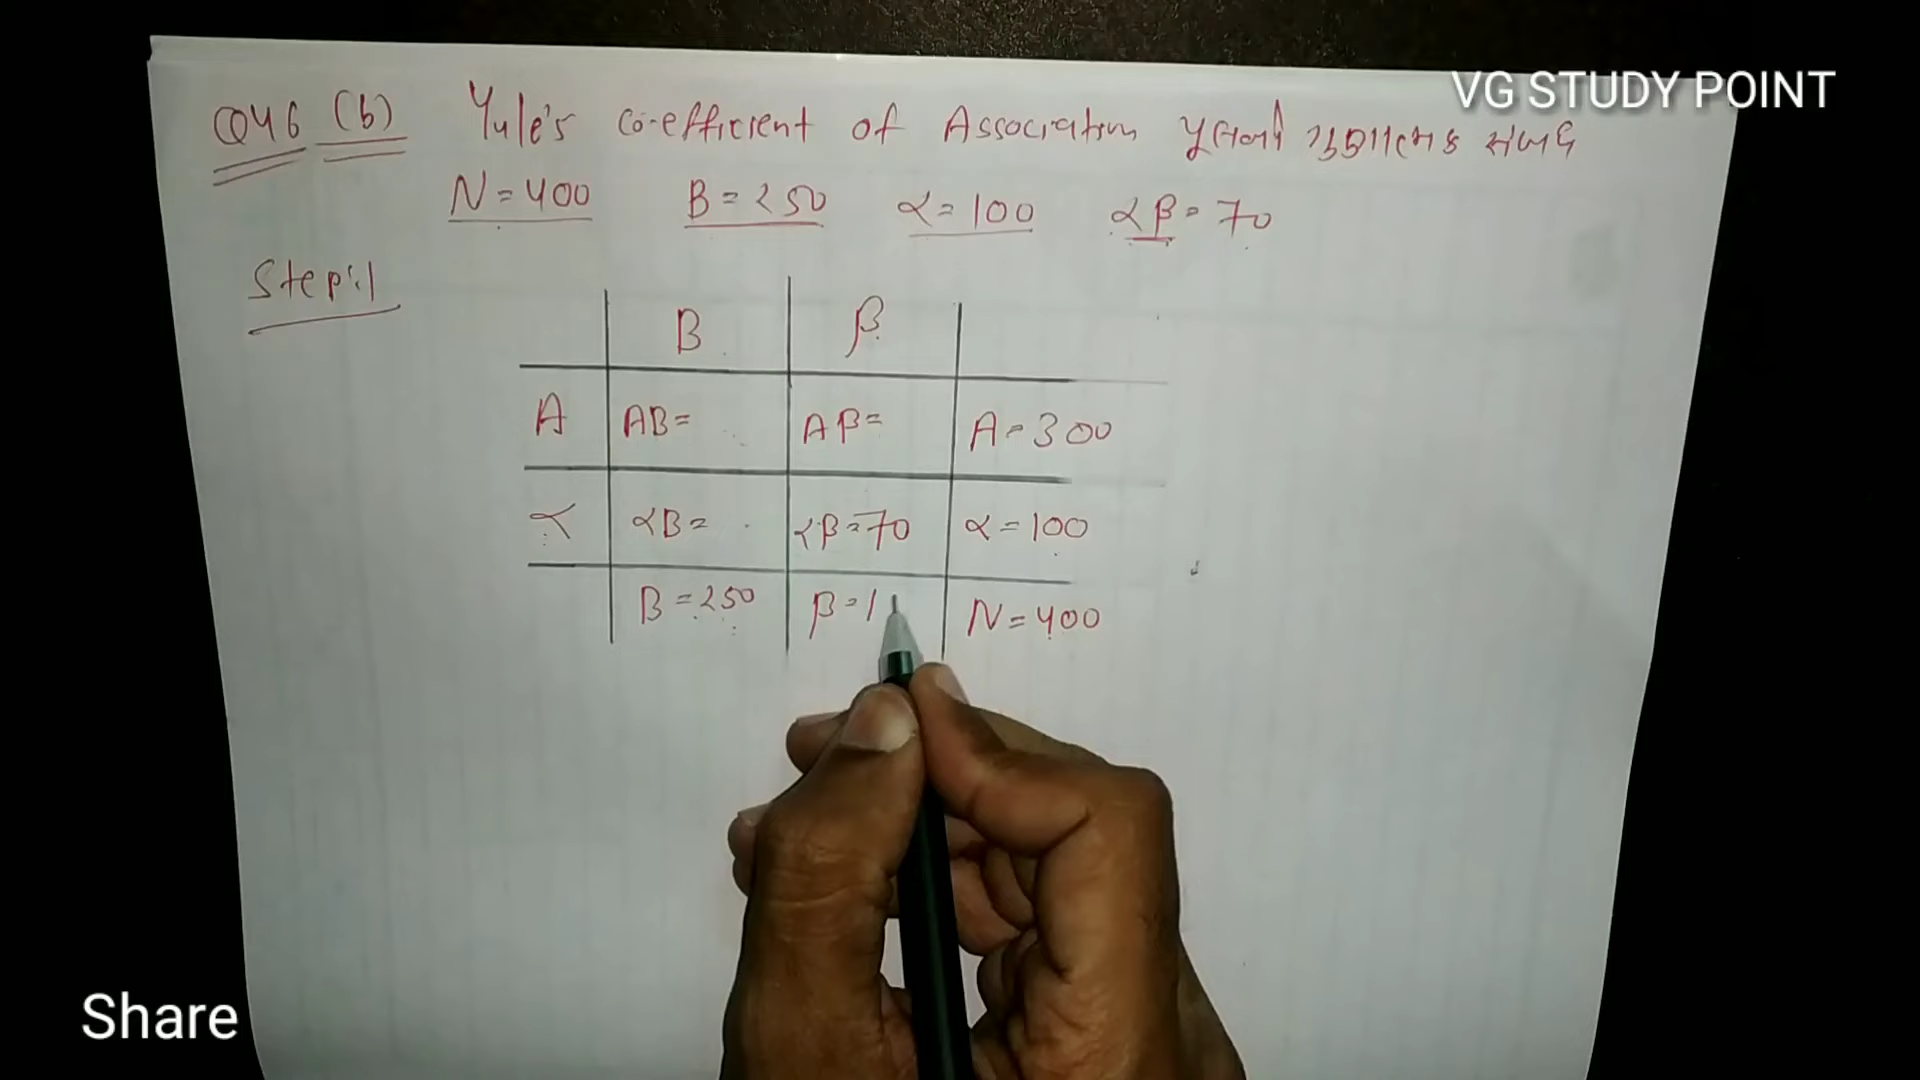 VG STUDY POINT
Q46 (b) Yule's Co-efficient of Association
N=400 B=250 α=100 αβ=70
Step:1
B β
A AB= Aβ= A=300
α αB= αβ=70 α=100
B=250 β=1 N=400
Share